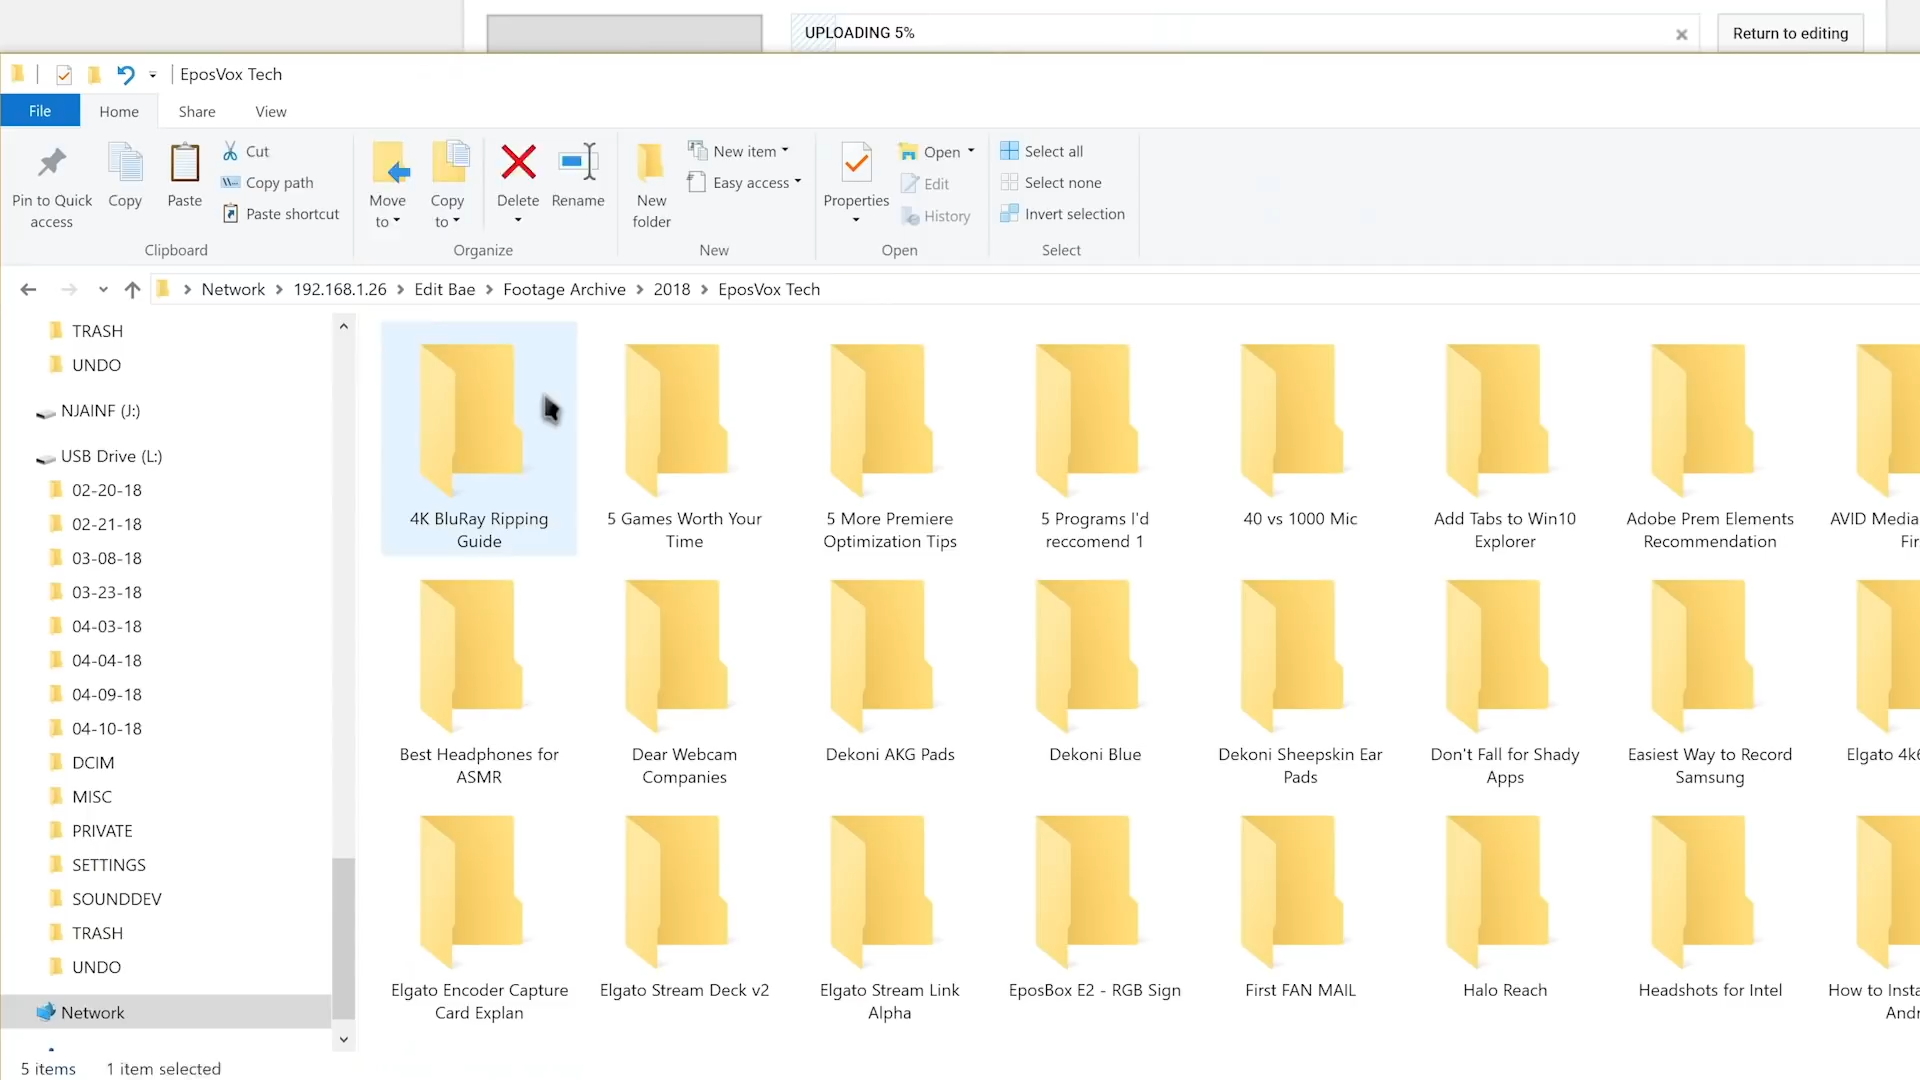 UPLOADING 5%
Return to editing
EposVox Tech
File Home Share View
Pin to Quick access
Copy
Paste
Cut
Copy path
Paste shortcut
Clipboard
Move to
Copy to
Delete
Rename
Organize
New folder
New item
Easy access
New
Properties
Open
Edit
History
Open
Select all
Select none
Invert selection
Select
Network > 192.168.1.26 > Edit Bae > Footage Archive > 2018 > EposVox Tech
TRASH
UNDO
NJAINF (J:)
USB Drive (L:)
02-20-18
02-21-18
03-08-18
03-23-18
04-03-18
04-04-18
04-09-18
04-10-18
DCIM
MISC
PRIVATE
SETTINGS
SOUNDDEV
TRASH
UNDO
Network
4K BluRay Ripping
Guide
5 Games Worth Your
Time
5 More Premiere
Optimization Tips
5 Programs I'd
reccomend 1
40 vs 1000 Mic
Add Tabs to Win10
Explorer
Adobe Prem Elements
Recommendation
AVID Media
Fir
Best Headphones for
ASMR
Dear Webcam
Companies
Dekoni AKG Pads
Dekoni Blue
Dekoni Sheepskin Ear
Pads
Don't Fall for Shady
Apps
Easiest Way to Record
Samsung
Elgato 4k6
Elgato Encoder Capture
Card Explan
Elgato Stream Deck v2
Elgato Stream Link
Alpha
EposBox E2 - RGB Sign
First FAN MAIL
Halo Reach
Headshots for Intel
How to Insta
Andr
5 items 1 item selected